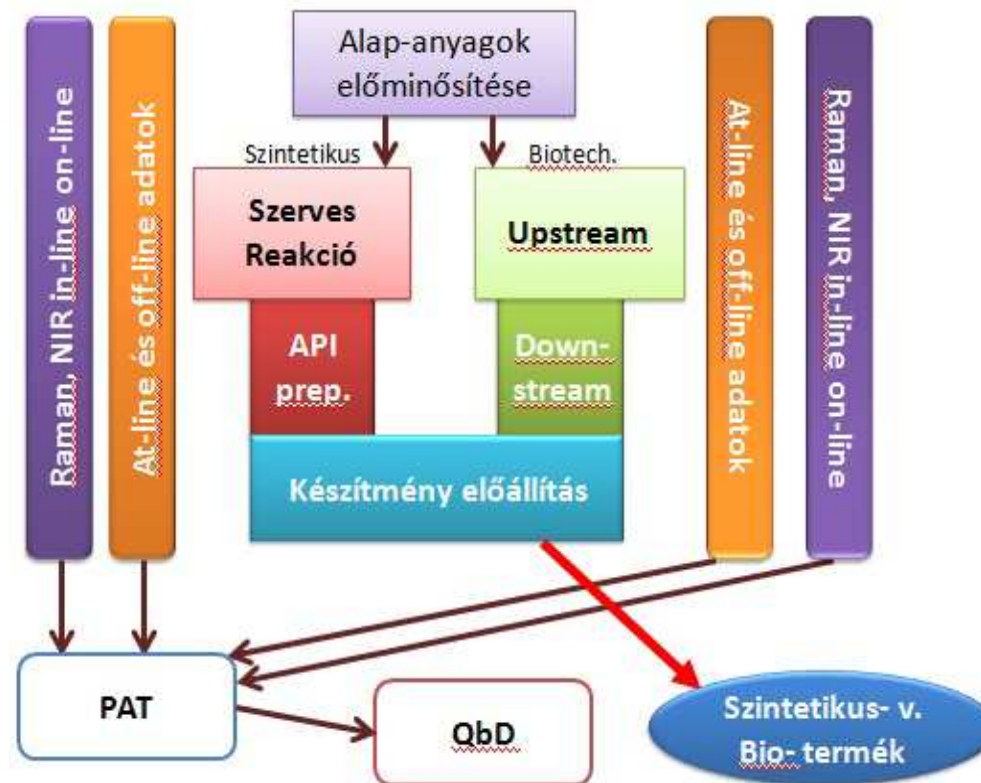 Raman, NIR in-line on-line
At-line és off-line adatok
Alap-anyagok
előminősítése
Szintetikus
Biotech.
Szerves
Reakció
Upstream
API
prep.
Down-
stream
Készítmény előállítás
At-line és off-line adatok
Raman, NIR in-line on-line
PAT
QbD
Szintetikus- v.
Bio- termék